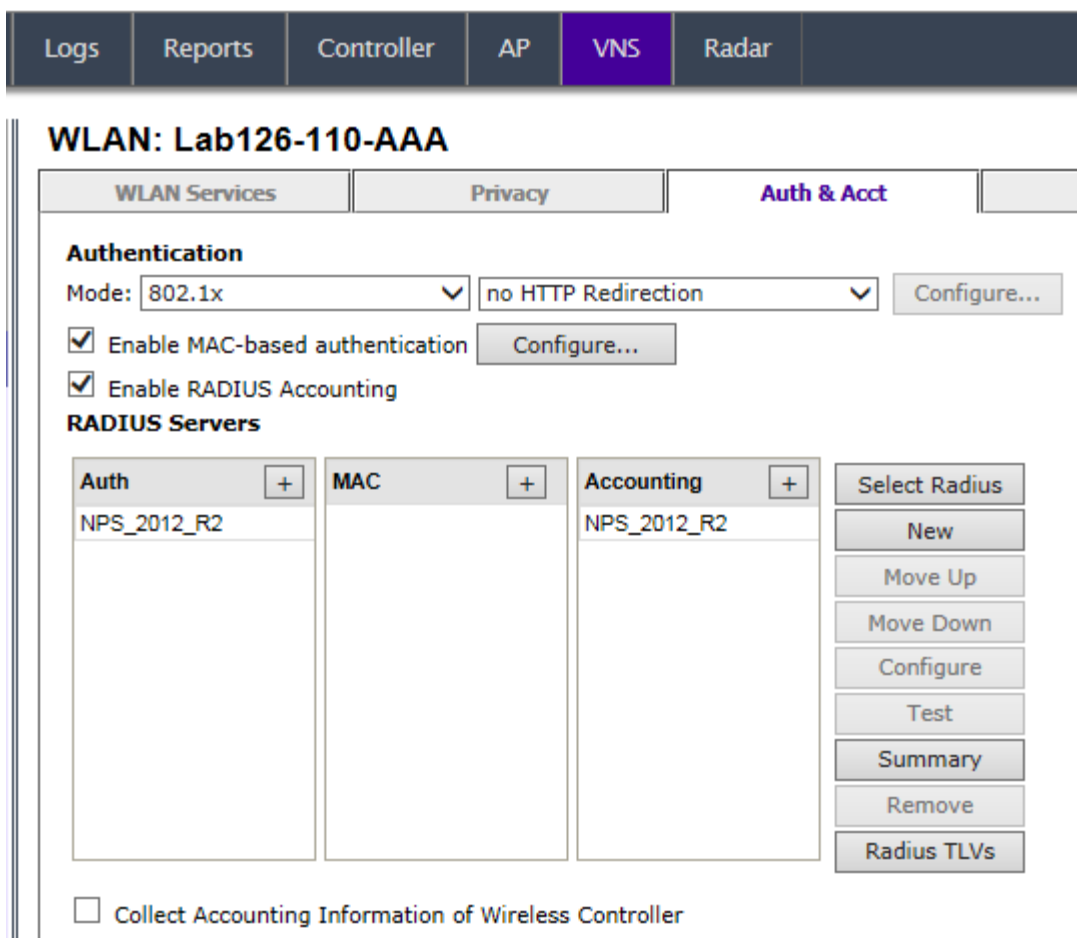 Logs Reports Controller AP VNS Radar
WLAN: Lab126-110-AAA
WLAN Services Privacy Auth & Acct
Authentication
Mode: 802.1x no HTTP Redirection Configure...
Enable MAC-based authentication Configure...
Enable RADIUS Accounting
RADIUS Servers
Auth + MAC + Accounting + Select Radius
NPS_2012_R2 NPS_2012_R2 New
Move Up
Move Down
Configure
Test
Summary
Remove
Radius TLVs
Collect Accounting Information of Wireless Controller